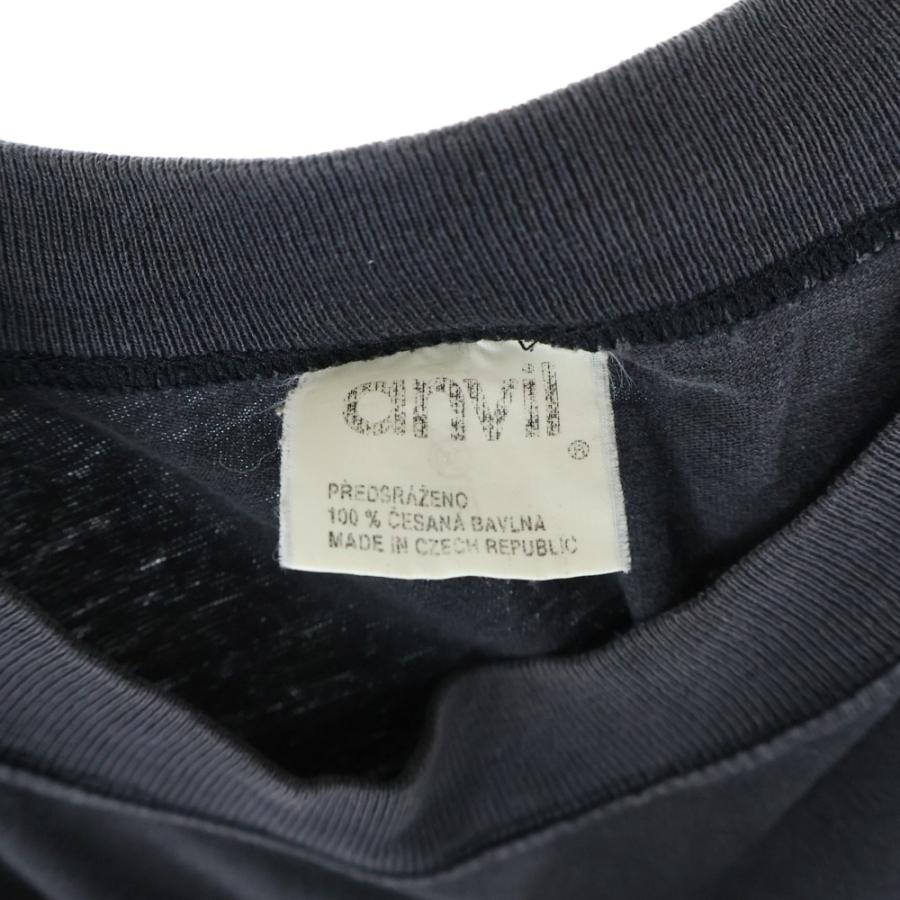 anvil®
PŘEDSRÁŽENO
100 % ČESANÁ BAVLNA
MADE IN CZECH REPUBLIC